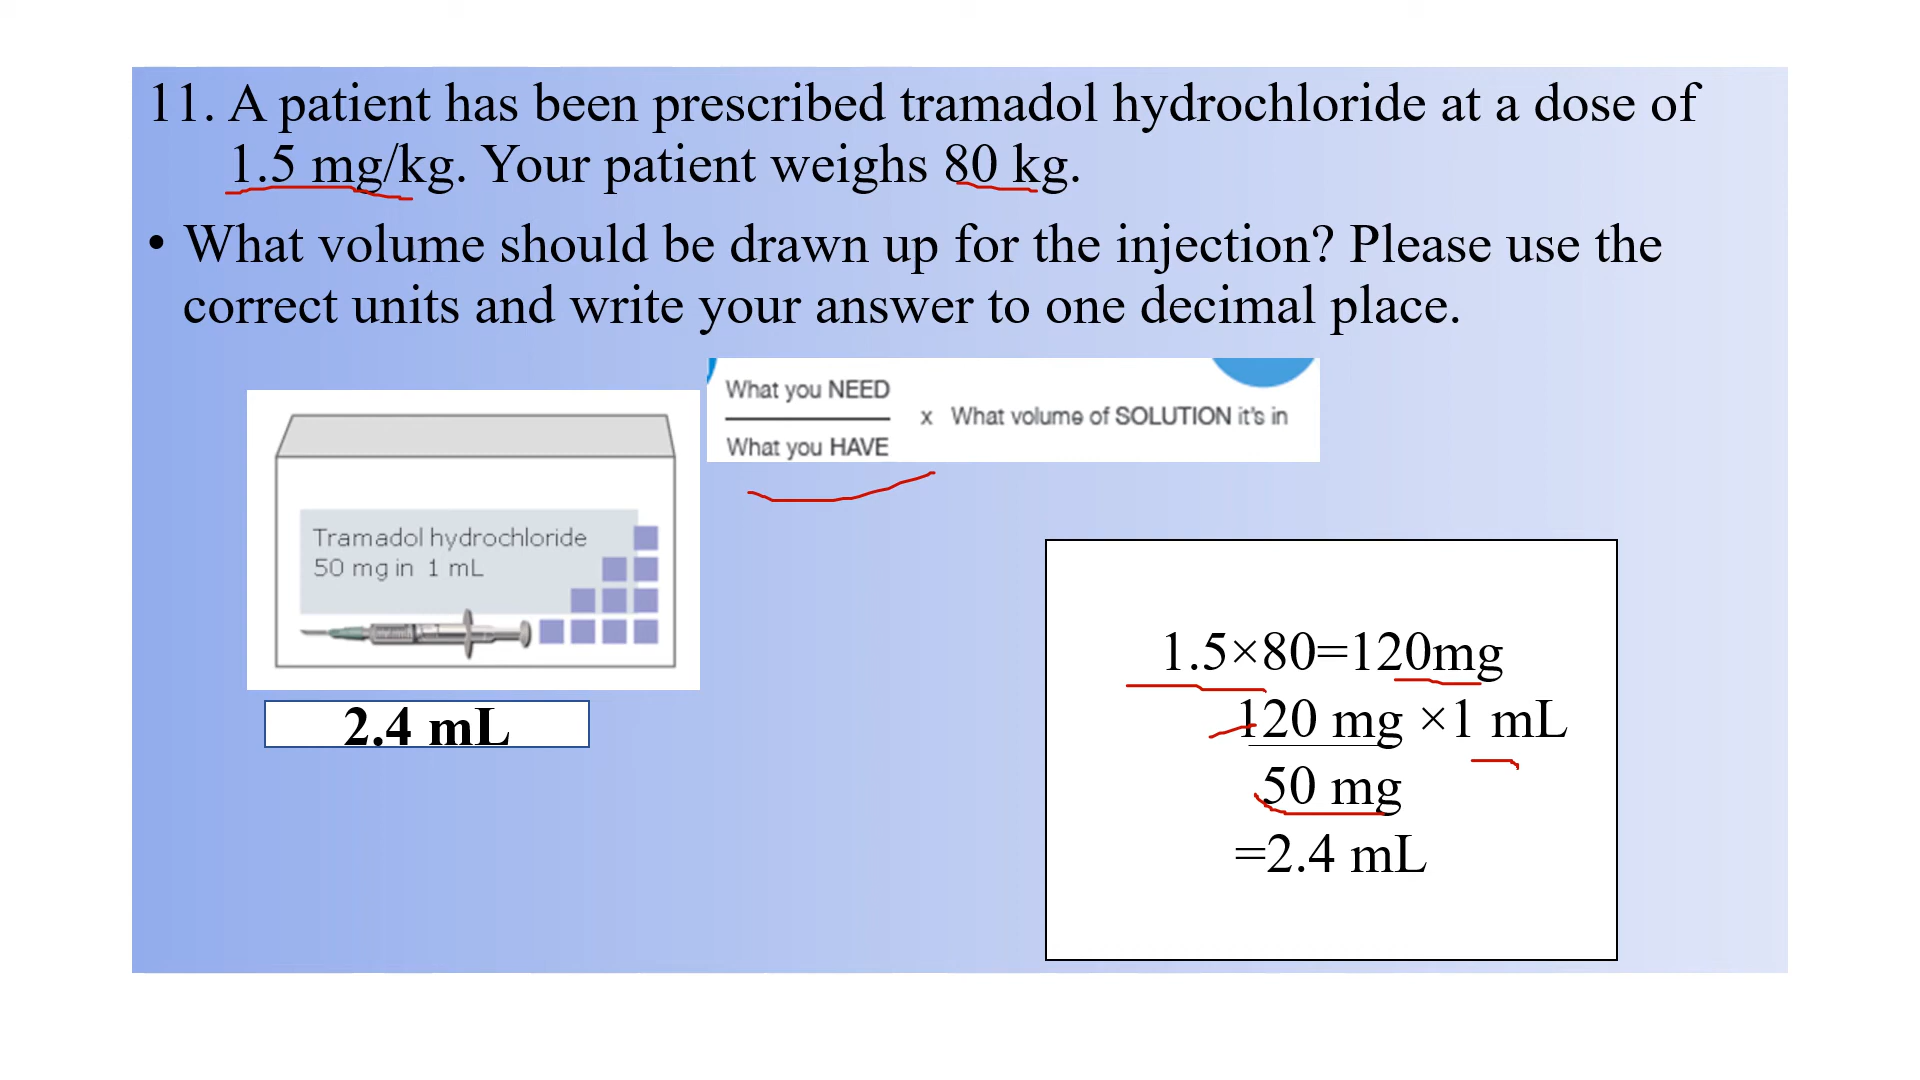 11. A patient has been prescribed tramadol hydrochloride at a dose of
1.5 mg/kg. Your patient weighs 80 kg.
• What volume should be drawn up for the injection? Please use the
correct units and write your answer to one decimal place.
What you NEED
x What volume of SOLUTION it's in
What you HAVE
Tramadol hydrochloride
50 mg in 1 mL
2.4 mL
1.5×80=120mg
120 mg ×1 mL
50 mg
=2.4 mL